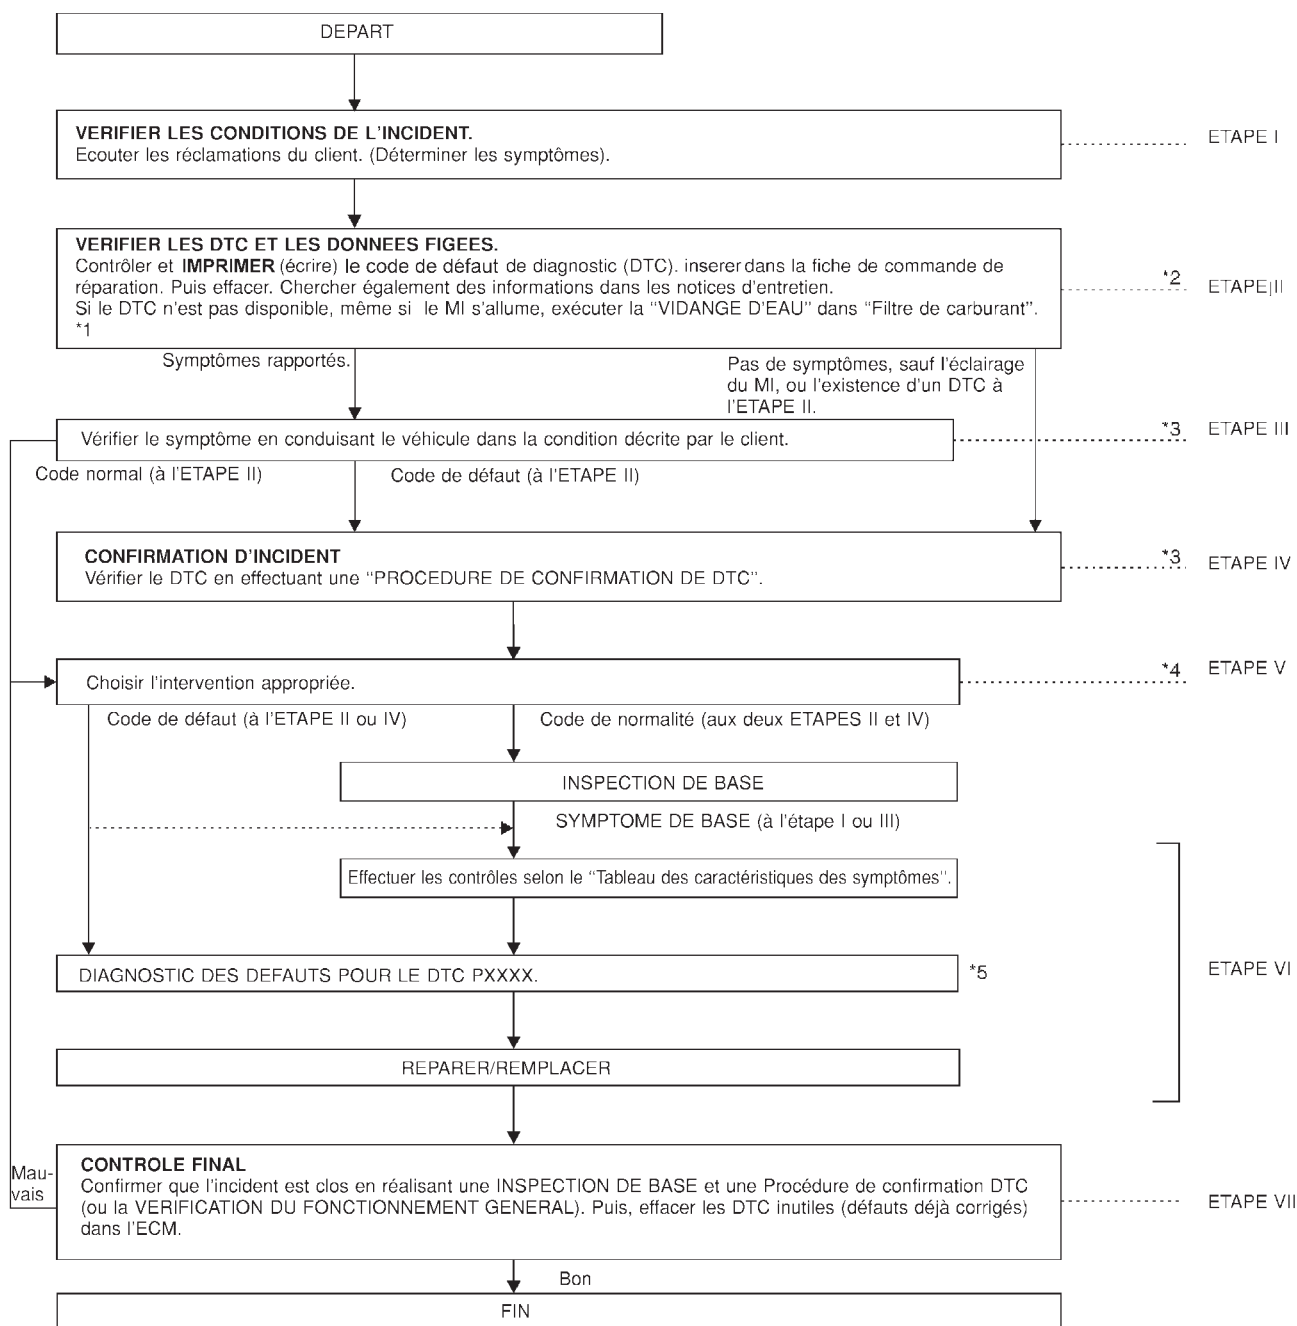 DEPART
VERIFIER LES CONDITIONS DE L'INCIDENT.
Ecouter les réclamations du client. (Déterminer les symptômes).
ETAPE I
VERIFIER LES DTC ET LES DONNEES FIGEES.
Contrôler et IMPRIMER (écrire) le code de défaut de diagnostic (DTC). inserer dans la fiche de commande de
réparation. Puis effacer. Chercher également des informations dans les notices d'entretien.
Si le DTC n'est pas disponible, même si le MI s'allume, exécuter la “VIDANGE D'EAU” dans “Filtre de carburant”.
*1
*2
ETAPE II
Symptômes rapportés.
Pas de symptômes, sauf l'éclairage
du MI, ou l'existence d'un DTC à
l'ETAPE II.
Vérifier le symptôme en conduisant le véhicule dans la condition décrite par le client.
*3
ETAPE III
Code normal (à l'ETAPE II)
Code de défaut (à l'ETAPE II)
CONFIRMATION D'INCIDENT
Vérifier le DTC en effectuant une “PROCEDURE DE CONFIRMATION DE DTC”.
*3
ETAPE IV
Choisir l'intervention appropriée.
*4
ETAPE V
Code de défaut (à l'ETAPE II ou IV)
Code de normalité (aux deux ETAPES II et IV)
INSPECTION DE BASE
SYMPTOME DE BASE (à l'étape I ou III)
Effectuer les contrôles selon le “Tableau des caractéristiques des symptômes”.
DIAGNOSTIC DES DEFAUTS POUR LE DTC PXXXX.
*5
ETAPE VI
REPARER/REMPLACER
CONTROLE FINAL
Confirmer que l'incident est clos en réalisant une INSPECTION DE BASE et une Procédure de confirmation DTC
(ou la VERIFICATION DU FONCTIONNEMENT GENERAL). Puis, effacer les DTC inutiles (défauts déjà corrigés)
dans l'ECM.
Mau-
vais
ETAPE VII
Bon
FIN